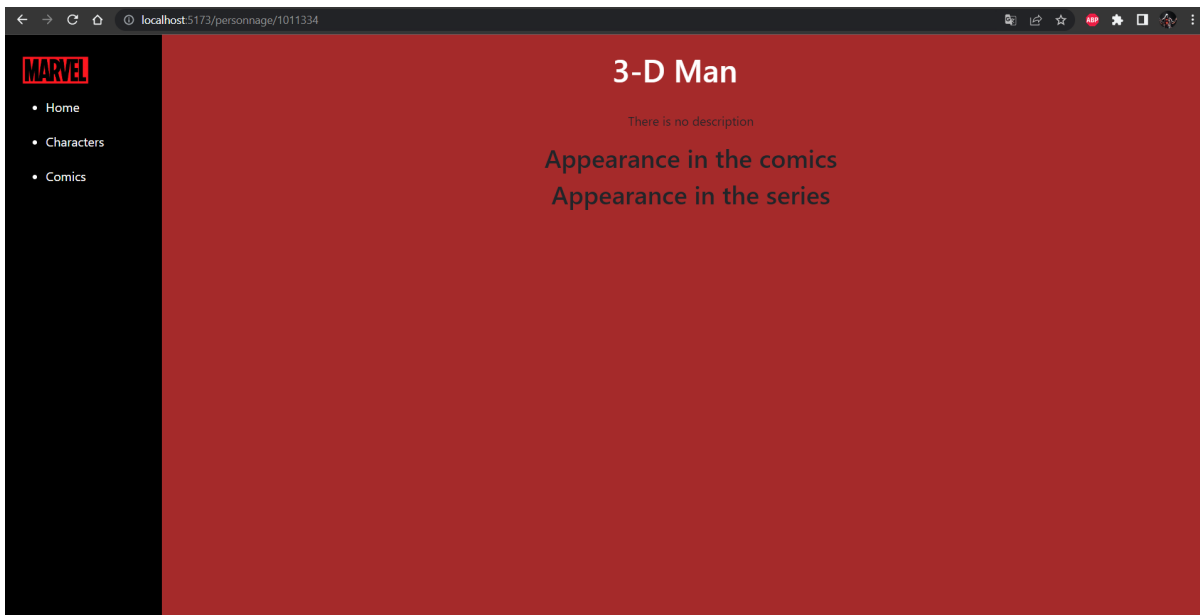 localhost:5173/personnage/1011334
ABP
MARVEL
Home
Characters
Comics
3-D Man
There is no description
Appearance in the comics
Appearance in the series